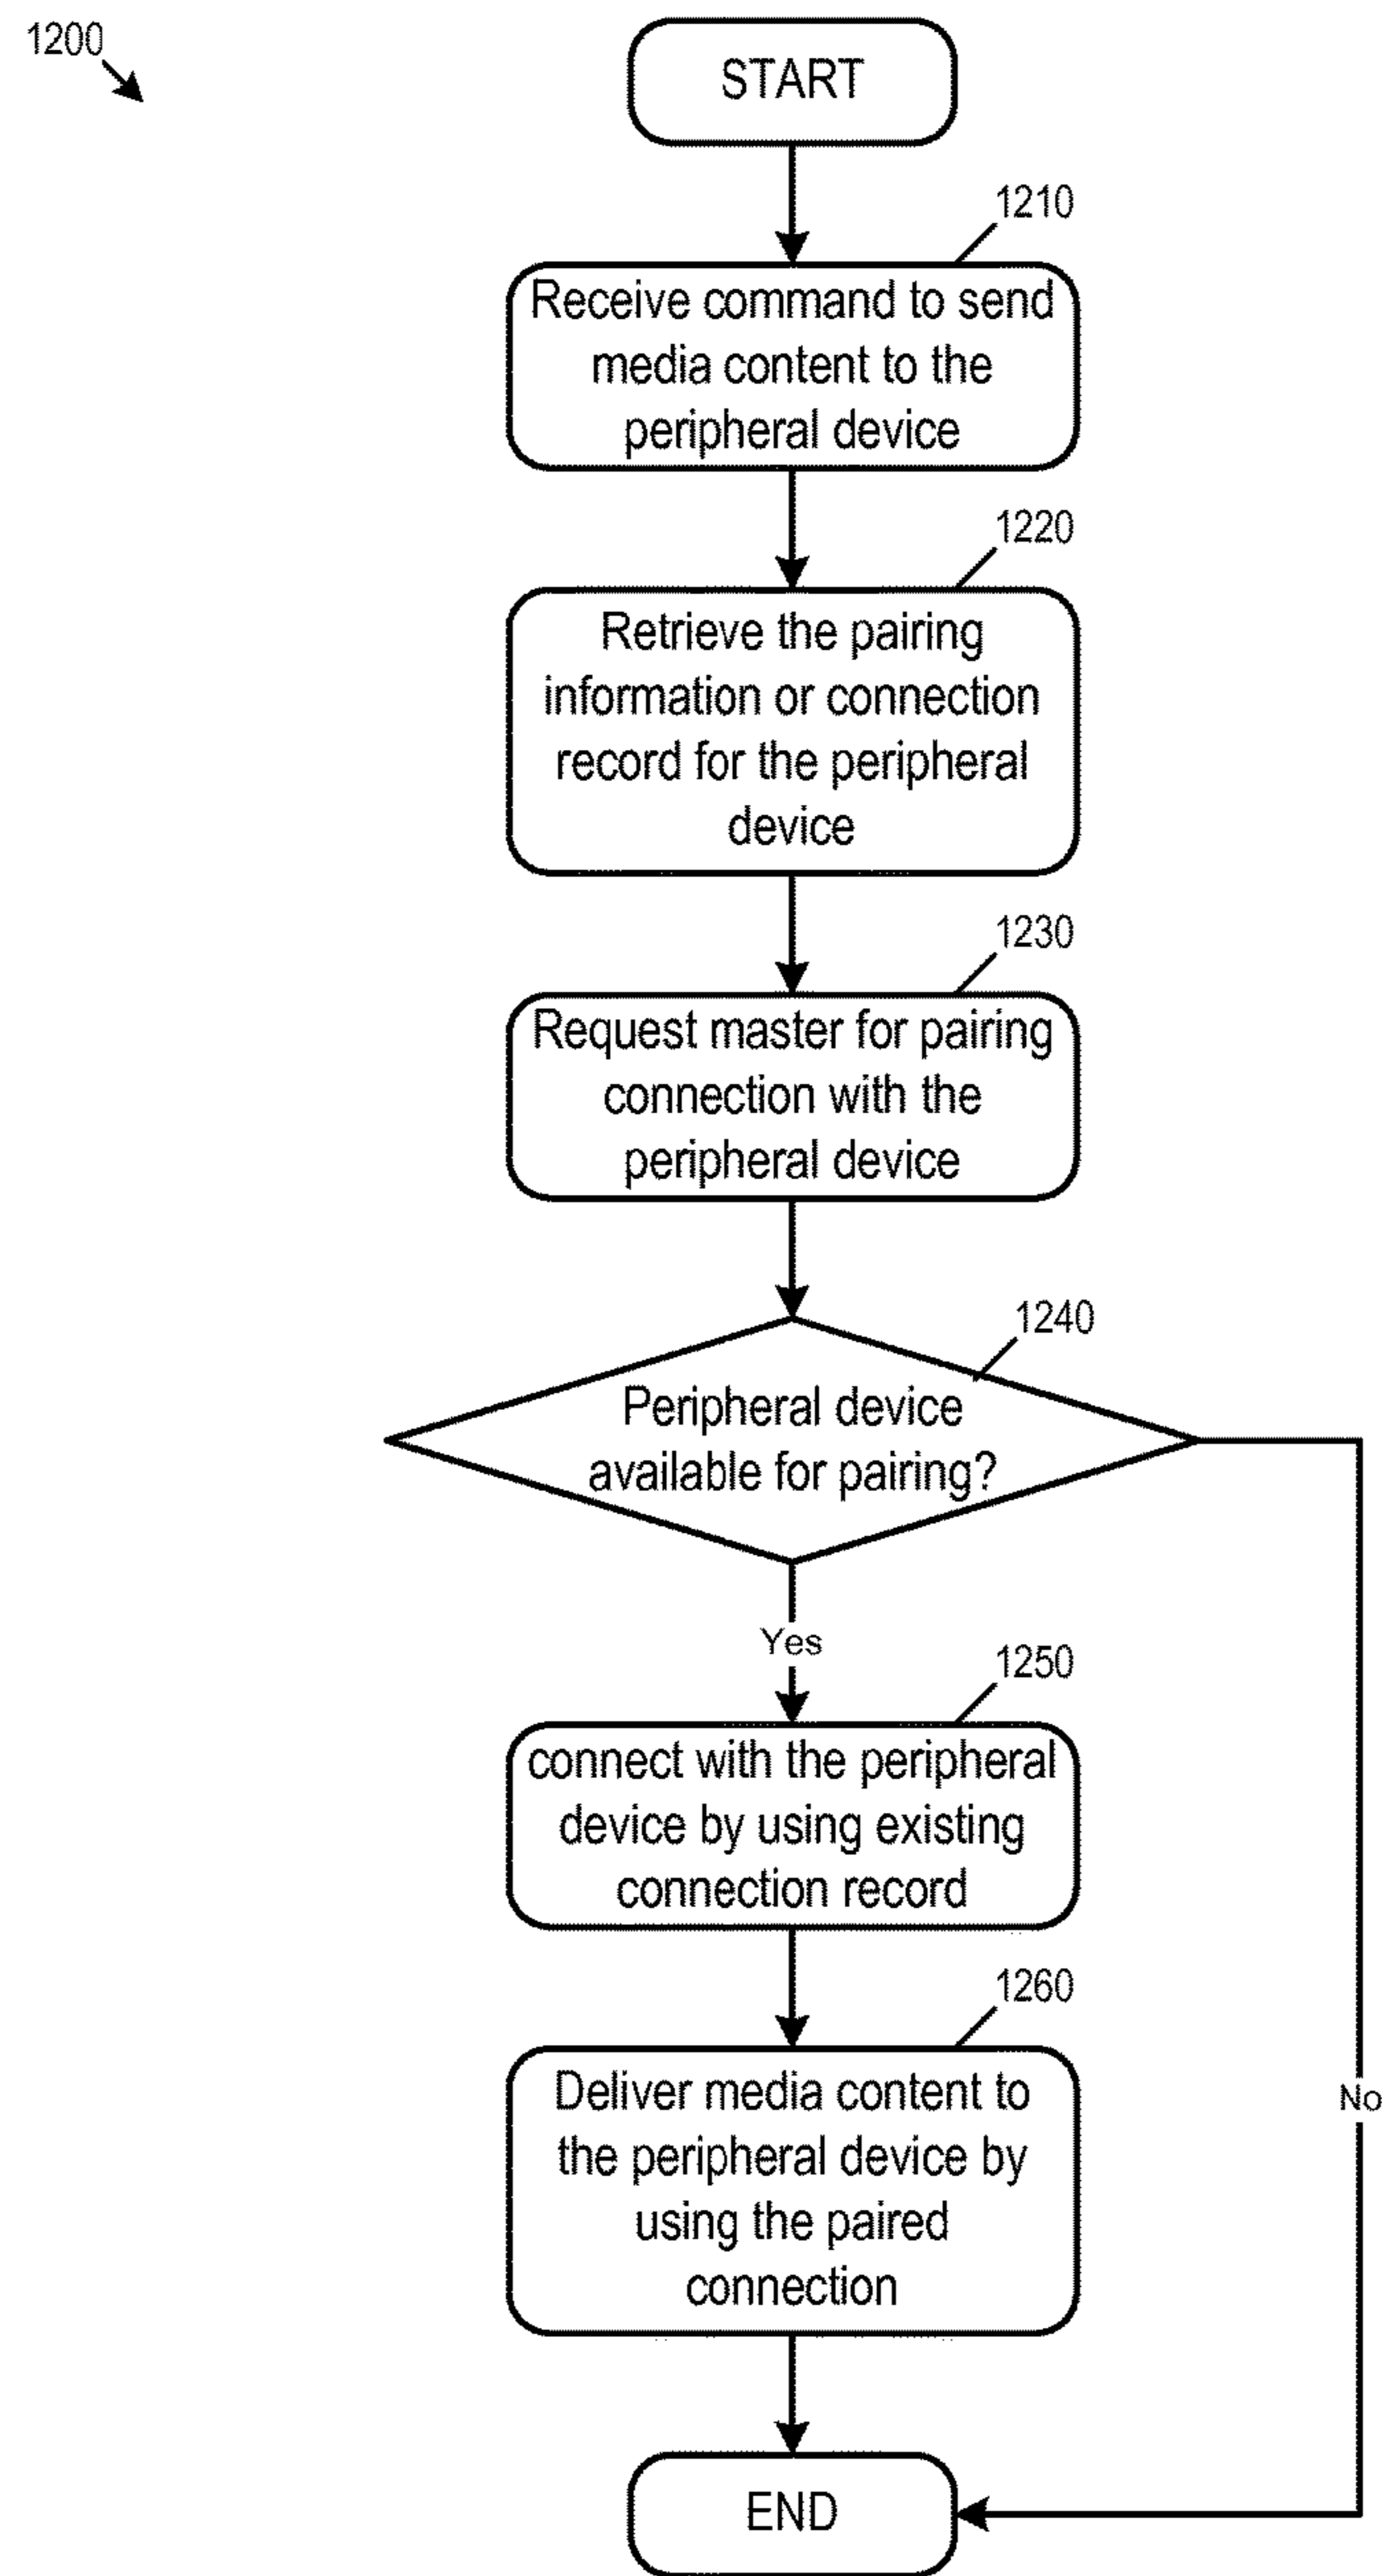 1200
START
1210
Receive command to send
media content to the
peripheral device
1220
Retrieve the pairing
information or connection
record for the peripheral
device
1230
Request master for pairing
connection with the
peripheral device
1240
Peripheral device
available for pairing?
Yes
1250
connect with the peripheral
device by using existing
connection record
1260
Deliver media content to
the peripheral device by
using the paired
connection
No
END